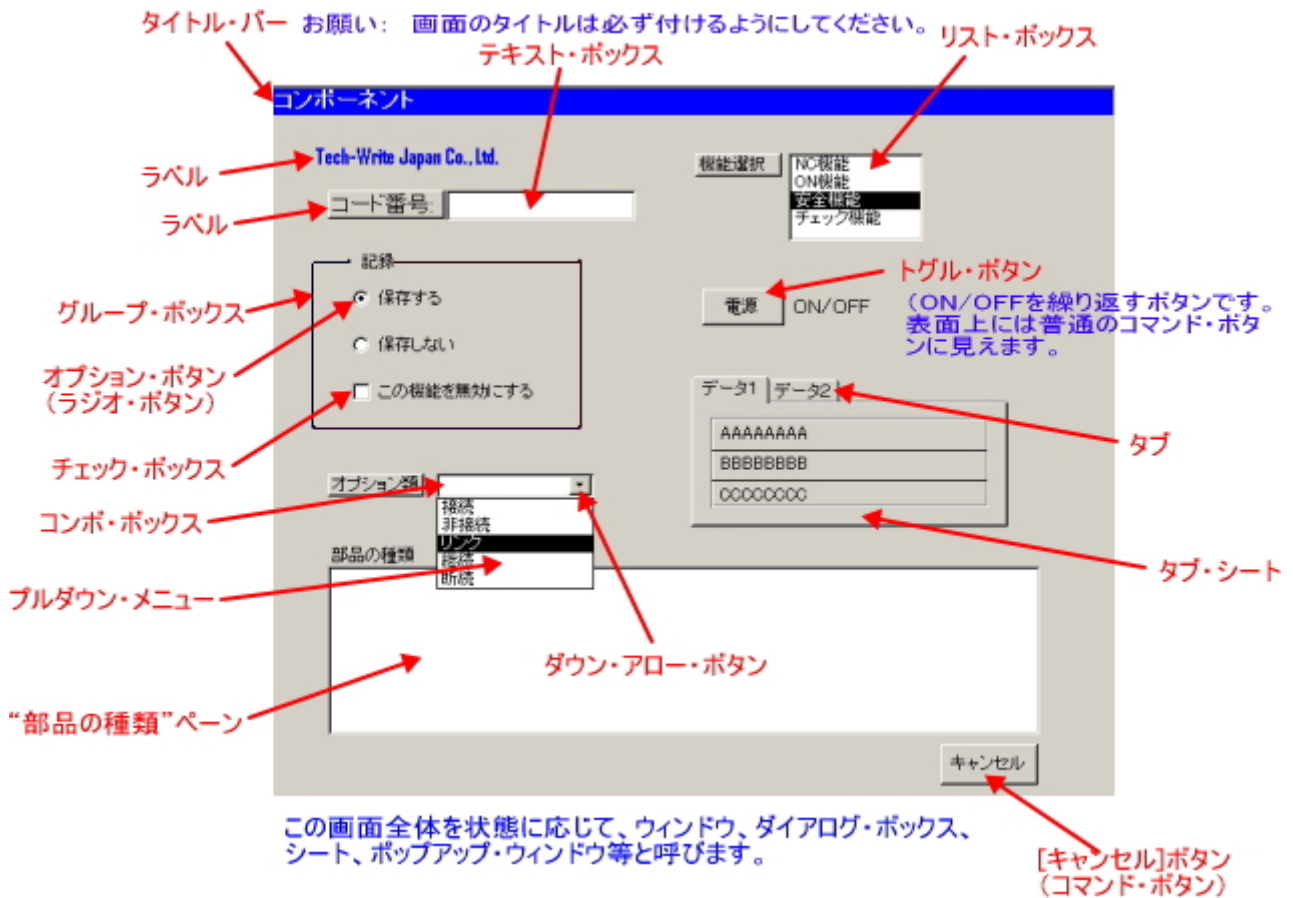 タイトル・バー
お願い： 画面のタイトルは必ず付けるようにしてください。
テキスト・ボックス
リスト・ボックス
コンポーネント
Tech-Write Japan Co., Ltd.
ラベル
機能選択
NC機能
ON機能
安全機能
チェック機能
コード番号:
ラベル
記録
保存する
保存しない
この機能を無効にする
グループ・ボックス
オプション・ボタン
（ラジオ・ボタン）
チェック・ボックス
トグル・ボタン
電源
ON/OFF
（ON/OFFを繰り返すボタンです。
表面上には普通のコマンド・ボタ
ンに見えます。
データ1
データ2
AAAAAAAA
BBBBBBBB
CCCCCCCC
タブ
タブ・シート
オプション類
接続
非接続
リンク
接続
断続
コンボ・ボックス
プルダウン・メニュー
部品の種類
ダウン・アロー・ボタン
“部品の種類”ペーン
キャンセル
この画面全体を状態に応じて、ウィンドウ、ダイアログ・ボックス、
シート、ポップアップ・ウィンドウ等と呼びます。
[キャンセル]ボタン
（コマンド・ボタン）